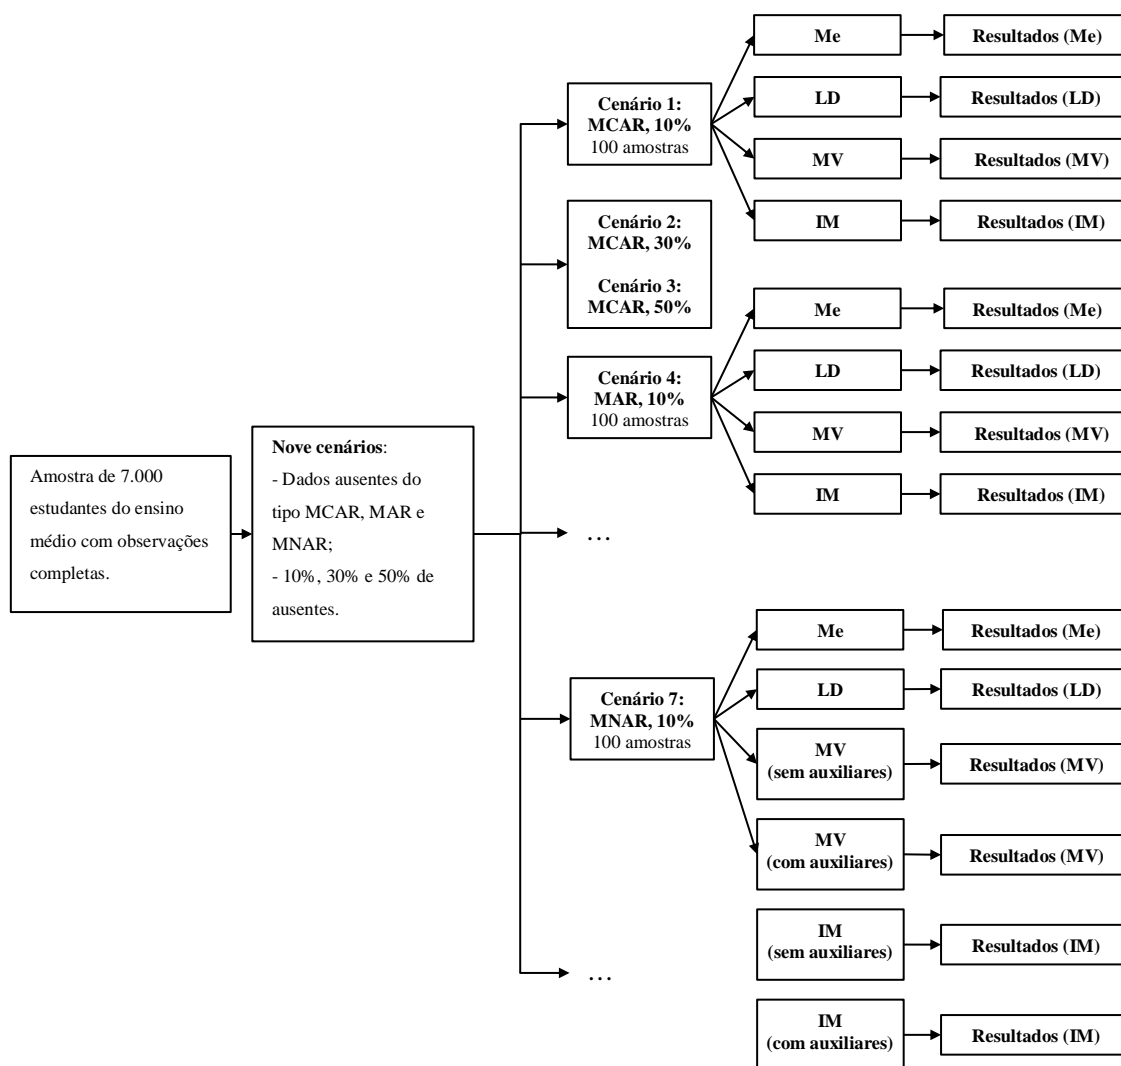 Amostra de 7.000
estudantes do ensino
médio com observações
completas.
Nove cenários:
- Dados ausentes do
tipo MCAR, MAR e
MNAR;
- 10%, 30% e 50% de
ausentes.
Cenário 1:
MCAR, 10%
100 amostras
Me
Resultados (Me)
LD
Resultados (LD)
MV
Resultados (MV)
IM
Resultados (IM)
Cenário 2:
MCAR, 30%
Cenário 3:
MCAR, 50%
Cenário 4:
MAR, 10%
100 amostras
Me
Resultados (Me)
LD
Resultados (LD)
MV
Resultados (MV)
IM
Resultados (IM)
...
Cenário 7:
MNAR, 10%
100 amostras
Me
Resultados (Me)
LD
Resultados (LD)
MV
(sem auxiliares)
Resultados (MV)
MV
(com auxiliares)
Resultados (MV)
IM
(sem auxiliares)
Resultados (IM)
IM
(com auxiliares)
Resultados (IM)
...